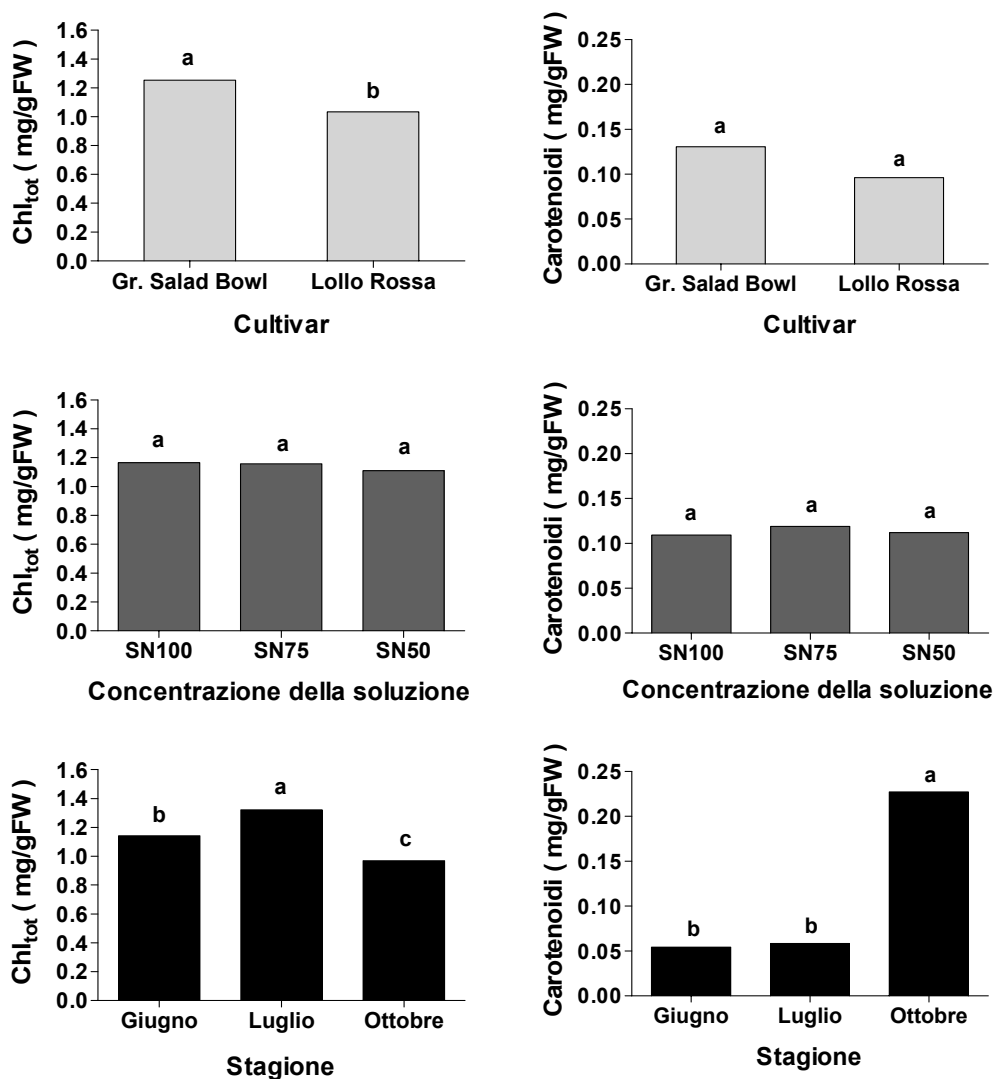 Chltot ( mg/gFW )
1.6
1.4
1.2
1.0
0.8
0.6
0.4
0.2
0.0
a
b
Gr. Salad Bowl Lollo Rossa
Cultivar
Carotenoidi ( mg/gFW )
0.25
0.20
0.15
0.10
0.05
0.00
a
a
Gr. Salad Bowl Lollo Rossa
Cultivar
Chltot ( mg/gFW )
1.6
1.4
1.2
1.0
0.8
0.6
0.4
0.2
0.0
a a a
SN100 SN75 SN50
Concentrazione della soluzione
Carotenoidi ( mg/gFW )
0.25
0.20
0.15
0.10
0.05
0.00
a a a
SN100 SN75 SN50
Concentrazione della soluzione
Chltot ( mg/gFW )
1.6
1.4
1.2
1.0
0.8
0.6
0.4
0.2
0.0
b a c
Giugno Luglio Ottobre
Stagione
Carotenoidi ( mg/gFW )
0.25
0.20
0.15
0.10
0.05
0.00
b b a
Giugno Luglio Ottobre
Stagione